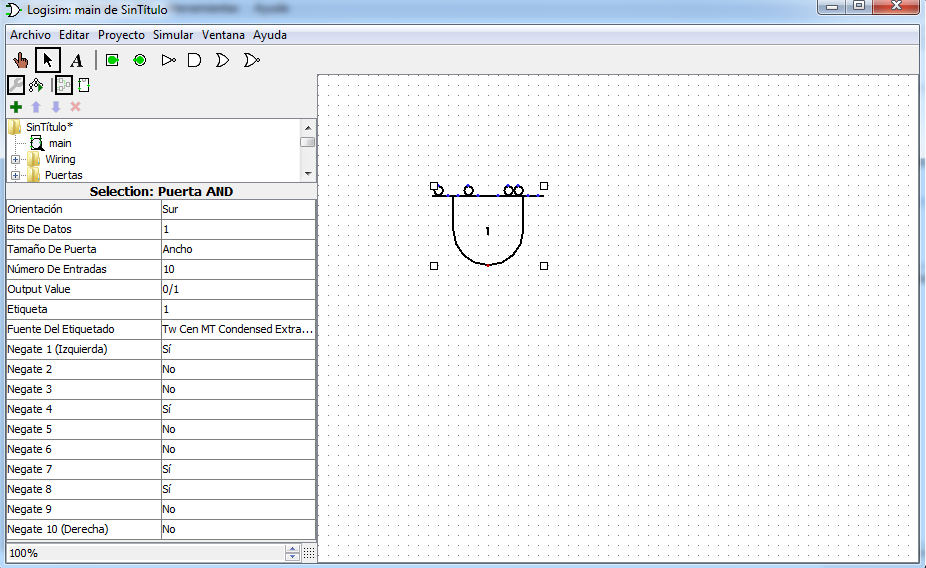 Logisim: main de SinTítulo
Archivo Editar Proyecto Simular Ventana Ayuda
A
SinTítulo*
main
Wiring
Puertas
Selection: Puerta AND
Orientación Sur
Bits De Datos 1
Tamaño De Puerta Ancho
Número De Entradas 10
Output Value 0/1
Etiqueta 1
Fuente Del Etiquetado Tw Cen MT Condensed Extra...
Negate 1 (Izquierda) Sí
Negate 2 No
Negate 3 No
Negate 4 Sí
Negate 5 No
Negate 6 No
Negate 7 Sí
Negate 8 Sí
Negate 9 No
Negate 10 (Derecha) No
100%
1